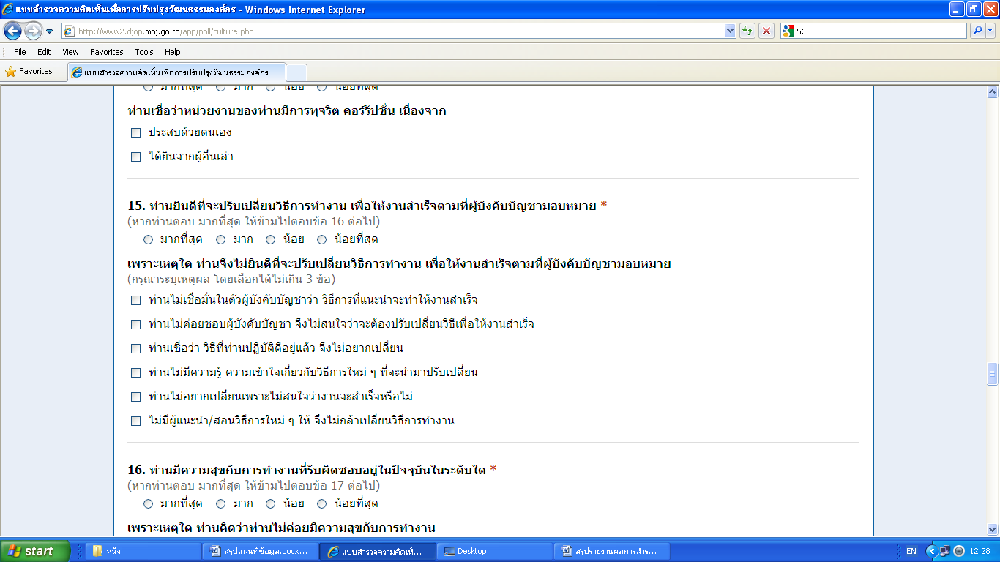 แบบสำรวจความคิดเห็นเพื่อการปรับปรุงวัฒนธรรมองค์กร - Windows Internet Explorer
http://www2.djop.moj.go.th/app/poll/culture.php
SCB
File Edit View Favorites Tools Help
Favorites
แบบสำรวจความคิดเห็นเพื่อการปรับปรุงวัฒนธรรมองค์กร
มากที่สุด มาก น้อย น้อยที่สุด
ท่านเชื่อว่าหน่วยงานของท่านมีการทุจริต คอร์รัปชั่น เนื่องจาก
ประสบด้วยตนเอง
ได้ยินจากผู้อื่นเล่า
15. ท่านยินดีที่จะปรับเปลี่ยนวิธีการทำงาน เพื่อให้งานสำเร็จตามที่ผู้บังคับบัญชามอบหมาย *
(หากท่านตอบ มากที่สุด ให้ข้ามไปตอบข้อ 16 ต่อไป)
มากที่สุด มาก น้อย น้อยที่สุด
เพราะเหตุใด ท่านจึงไม่ยินดีที่จะปรับเปลี่ยนวิธีการทำงาน เพื่อให้งานสำเร็จตามที่ผู้บังคับบัญชามอบหมาย
(กรุณาระบุเหตุผล โดยเลือกได้ไม่เกิน 3 ข้อ)
ท่านไม่เชื่อมั่นในตัวผู้บังคับบัญชาว่า วิธีการที่แนะนำจะทำให้งานสำเร็จ
ท่านไม่ค่อยชอบผู้บังคับบัญชา จึงไม่สนใจว่าจะต้องปรับเปลี่ยนวิธีเพื่อให้งานสำเร็จ
ท่านเชื่อว่า วิธีที่ท่านปฏิบัติดีอยู่แล้ว จึงไม่อยากเปลี่ยน
ท่านไม่มีความรู้ ความเข้าใจเกี่ยวกับวิธีการใหม่ ๆ ที่จะนำมาปรับเปลี่ยน
ท่านไม่อยากเปลี่ยนเพราะไม่สนใจว่างานจะสำเร็จหรือไม่
ไม่มีผู้แนะนำ/สอนวิธีการใหม่ ๆ ให้ จึงไม่กล้าเปลี่ยนวิธีการทำงาน
16. ท่านมีความสุขกับการทำงานที่รับผิดชอบอยู่ในปัจจุบันในระดับใด *
(หากท่านตอบ มากที่สุด ให้ข้ามไปตอบข้อ 17 ต่อไป)
มากที่สุด มาก น้อย น้อยที่สุด
เพราะเหตุใด ท่านคิดว่าท่านไม่ค่อยมีความสุขกับการทำงาน
start หนึ่ง สรุปแผนที่ข้อมูล.docx... แบบสำรวจความคิดเห็... Desktop สรุปรายงานผลการสำร... EN 12:28